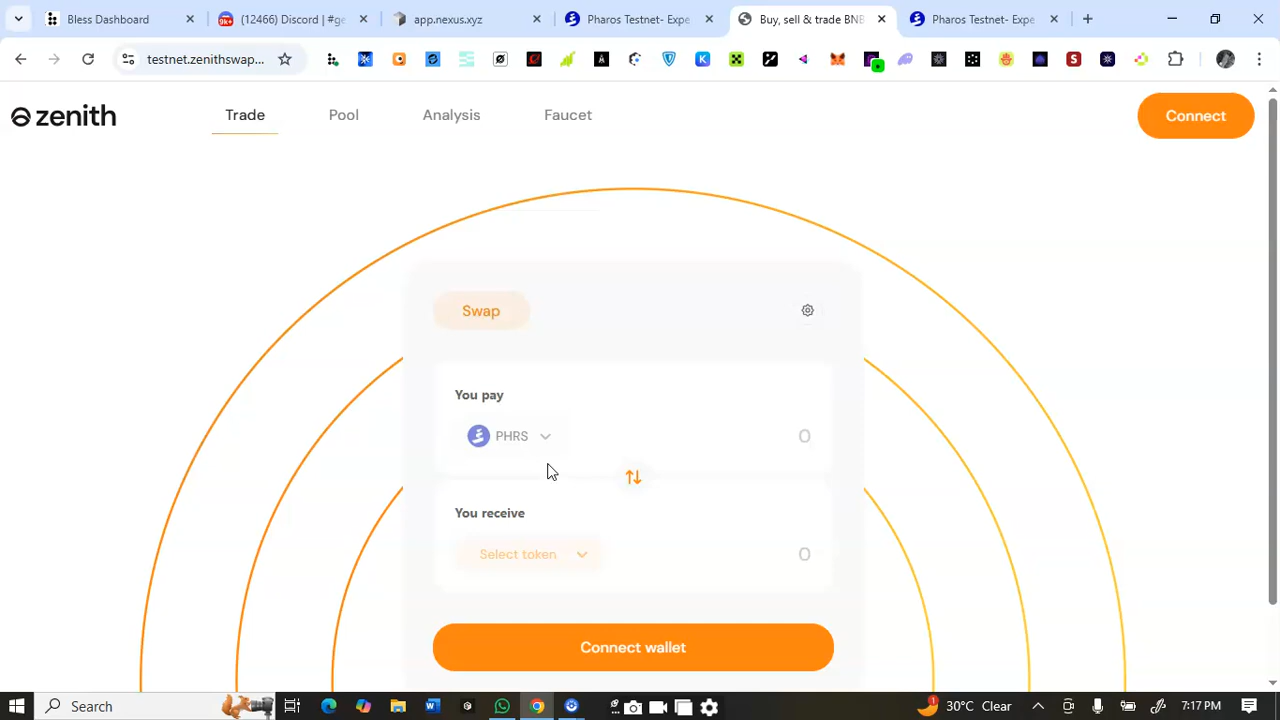 Bless Dashboard
(12466) Discord | #ge
app.nexus.xyz
Pharos Testnet- Expe
Buy, sell & trade BNB
Pharos Testnet- Expe
testnet.zenithswap...
zenith
Trade
Pool
Analysis
Faucet
Connect
Swap
You pay
PHRS
0
You receive
Select token
0
Connect wallet
Search
1
30°C Clear
7:17 PM